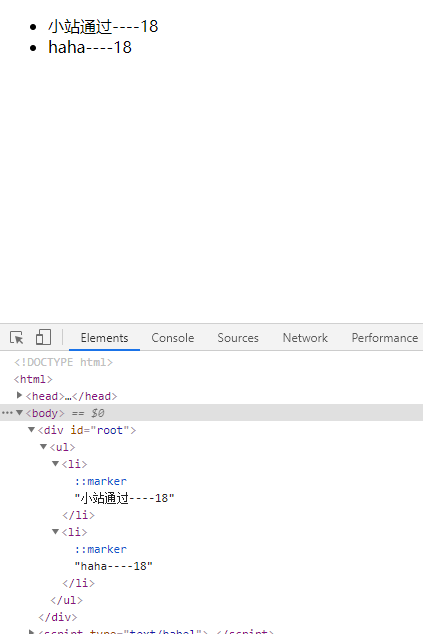 小站通过----18
haha----18
Elements Console Sources Network Performance
<!DOCTYPE html>
<html>
<head>…</head>
<body> == $0
<div id="root">
<ul>
<li>
::marker
"小站通过----18"
</li>
<li>
::marker
"haha----18"
</li>
</ul>
</div>
<script type="text/babel">…</script>